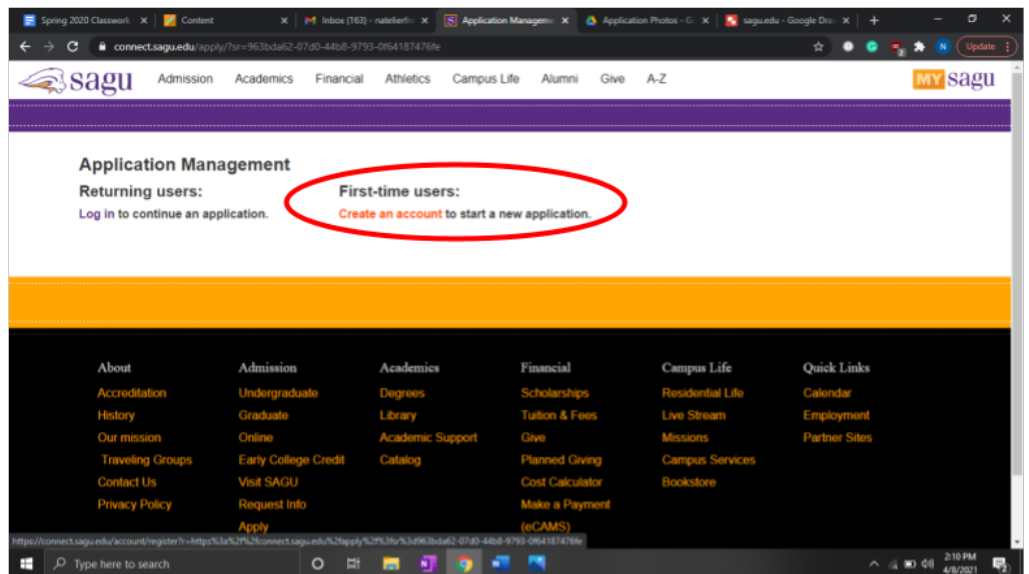 Spring 2020 Classwork
Content
Inbox (163) - natelierfre
Application Manageme
Application Photos - Go
sagu.edu - Google Dra
connect.sagu.edu/apply/?sr=963bda62-07d0-44b8-9793-0f64187476fe
N
Update
sagu
Admission Academics Financial Athletics Campus Life Alumni Give A-Z
MY sagu
Application Management
Returning users:
Log in to continue an application.
First-time users:
Create an account to start a new application.
About
Accreditation
History
Our mission
Traveling Groups
Contact Us
Privacy Policy
Admission
Undergraduate
Graduate
Online
Early College Credit
Visit SAGU
Request Info
Apply
Academics
Degrees
Library
Academic Support
Catalog
Financial
Scholarships
Tuition & Fees
Give
Planned Giving
Cost Calculator
Make a Payment
(eCAMS)
Campus Life
Residential Life
Live Stream
Missions
Campus Services
Bookstore
Quick Links
Calendar
Employment
Partner Sites
https://connect.sagu.edu/account/register?r=https%3a%2f%2fconnect.sagu.edu%2fapply%2f%3fsr%3d963bda62-07d0-44b8-9793-0f64187476fe
Type here to search
2:10 PM
4/8/2021